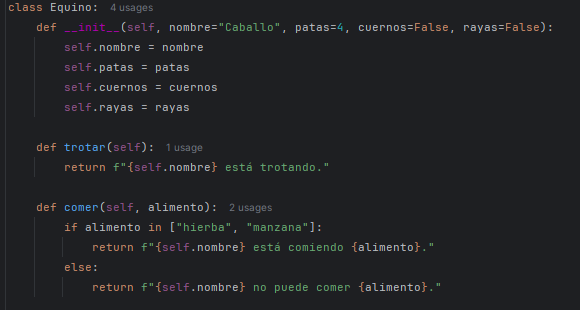 class Equino:  4 usages
    def __init__(self, nombre="Caballo", patas=4, cuernos=False, rayas=False):
        self.nombre = nombre
        self.patas = patas
        self.cuernos = cuernos
        self.rayas = rayas

    def trotar(self):  1 usage
        return f"{self.nombre} está trotando."

    def comer(self, alimento):  2 usages
        if alimento in ["hierba", "manzana"]:
            return f"{self.nombre} está comiendo {alimento}."
        else:
            return f"{self.nombre} no puede comer {alimento}."